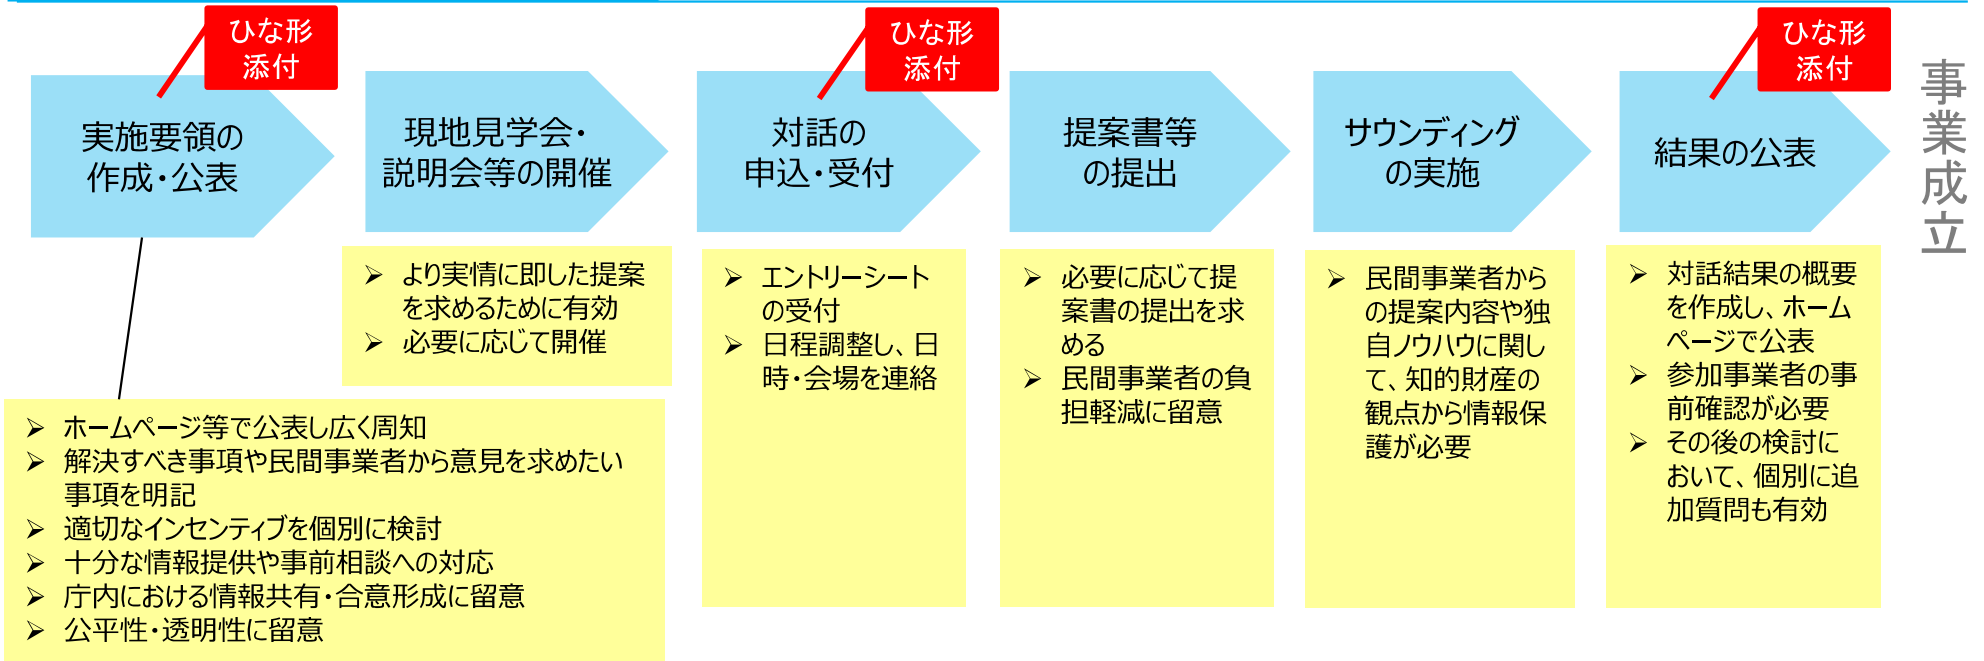 ひな形
添付
実施要領の
作成・公表
ホームページ等で公表し広く周知
解決すべき事項や民間事業者から意見を求めたい
事項を明記
適切なインセンティブを個別に検討
十分な情報提供や事前相談への対応
庁内における情報共有・合意形成に留意
公平性・透明性に留意
現地見学会・
説明会等の開催
より実情に即した提案
を求めるために有効
必要に応じて開催
ひな形
添付
対話の
申込・受付
エントリーシート
の受付
日程調整し、日
時・会場を連絡
提案書等
の提出
必要に応じて提
案書の提出を求
める
民間事業者の負
担軽減に留意
サウンディング
の実施
民間事業者から
の提案内容や独
自ノウハウに関し
て、知的財産の
観点から情報保
護が必要
ひな形
添付
結果の公表
対話結果の概要
を作成し、ホーム
ページで公表
参加事業者の事
前確認が必要
その後の検討に
おいて、個別に追
加質問も有効
事業成立